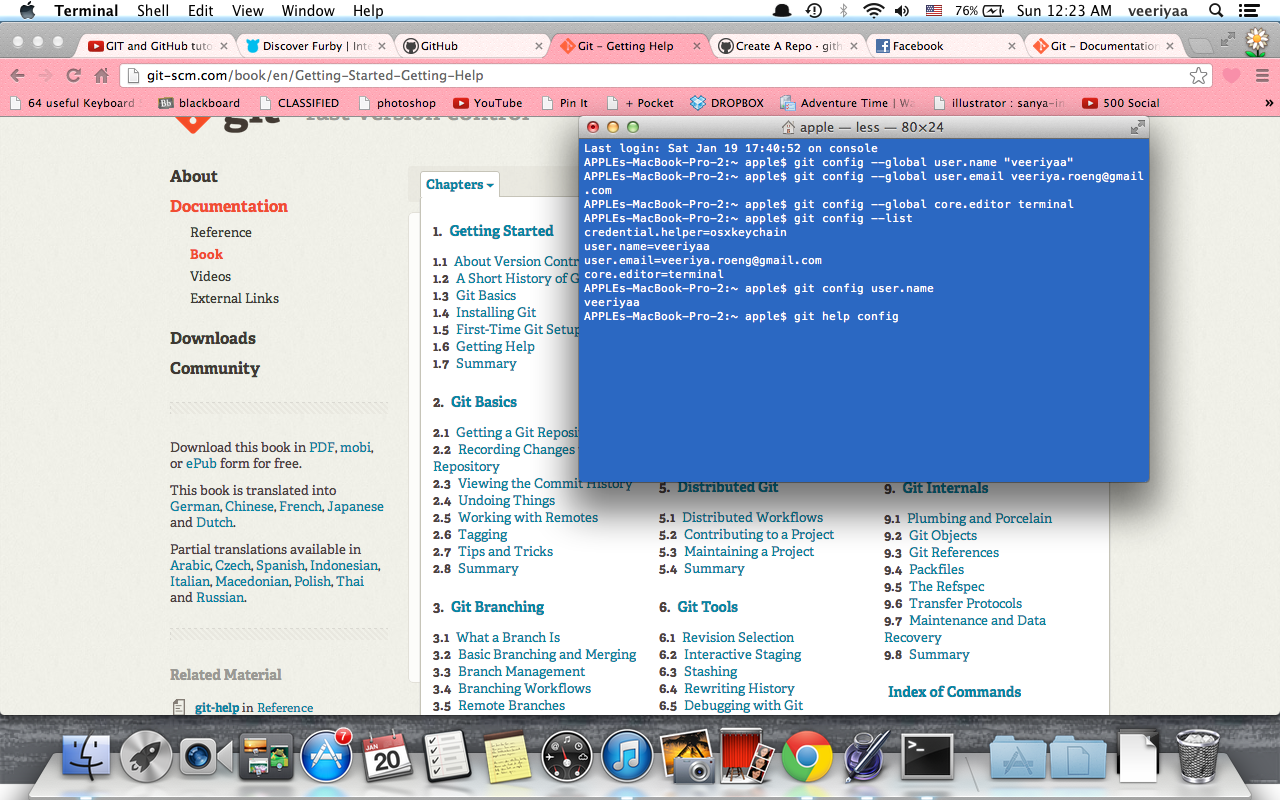 Terminal Shell Edit View Window Help 76% Sun 12:23 AM veeriyaa
GIT and GitHub tuto Discover Furby | Inte GitHub Git - Getting Help Create A Repo · gith Facebook Git - Documentation
git-scm.com/book/en/Getting-Started-Getting-Help
64 useful Keyboard blackboard CLASSIFIED photoshop YouTube Pin It + Pocket DROPBOX Adventure Time | Wa illustrator : sanya-in 500 Social »
git fast version control
About
Documentation
Reference
Book
Videos
External Links
Downloads
Community
Download this book in PDF, mobi,
or ePub form for free.
This book is translated into
German, Chinese, French, Japanese
and Dutch.
Partial translations available in
Arabic, Czech, Spanish, Indonesian,
Italian, Macedonian, Polish, Thai
and Russian.
Related Material
git-help in Reference
Chapters
1. Getting Started
1.1 About Version Contr
1.2 A Short History of G
1.3 Git Basics
1.4 Installing Git
1.5 First-Time Git Setup
1.6 Getting Help
1.7 Summary
2. Git Basics
2.1 Getting a Git Reposi
2.2 Recording Changes
Repository
2.3 Viewing the Commit History
2.4 Undoing Things
2.5 Working with Remotes
2.6 Tagging
2.7 Tips and Tricks
2.8 Summary
3. Git Branching
3.1 What a Branch Is
3.2 Basic Branching and Merging
3.3 Branch Management
3.4 Branching Workflows
3.5 Remote Branches
apple — less — 80×24
Last login: Sat Jan 19 17:40:52 on console
APPLEs-MacBook-Pro-2:~ apple$ git config --global user.name "veeriyaa"
APPLEs-MacBook-Pro-2:~ apple$ git config --global user.email veeriya.roeng@gmail
.com
APPLEs-MacBook-Pro-2:~ apple$ git config --global core.editor terminal
APPLEs-MacBook-Pro-2:~ apple$ git config --list
credential.helper=osxkeychain
user.name=veeriyaa
user.email=veeriya.roeng@gmail.com
core.editor=terminal
APPLEs-MacBook-Pro-2:~ apple$ git config user.name
veeriyaa
APPLEs-MacBook-Pro-2:~ apple$ git help config
5. Distributed Git
5.1 Distributed Workflows
5.2 Contributing to a Project
5.3 Maintaining a Project
5.4 Summary
6. Git Tools
6.1 Revision Selection
6.2 Interactive Staging
6.3 Stashing
6.4 Rewriting History
6.5 Debugging with Git
9. Git Internals
9.1 Plumbing and Porcelain
9.2 Git Objects
9.3 Git References
9.4 Packfiles
9.5 The Refspec
9.6 Transfer Protocols
9.7 Maintenance and Data
Recovery
9.8 Summary
Index of Commands
7
JAN
20